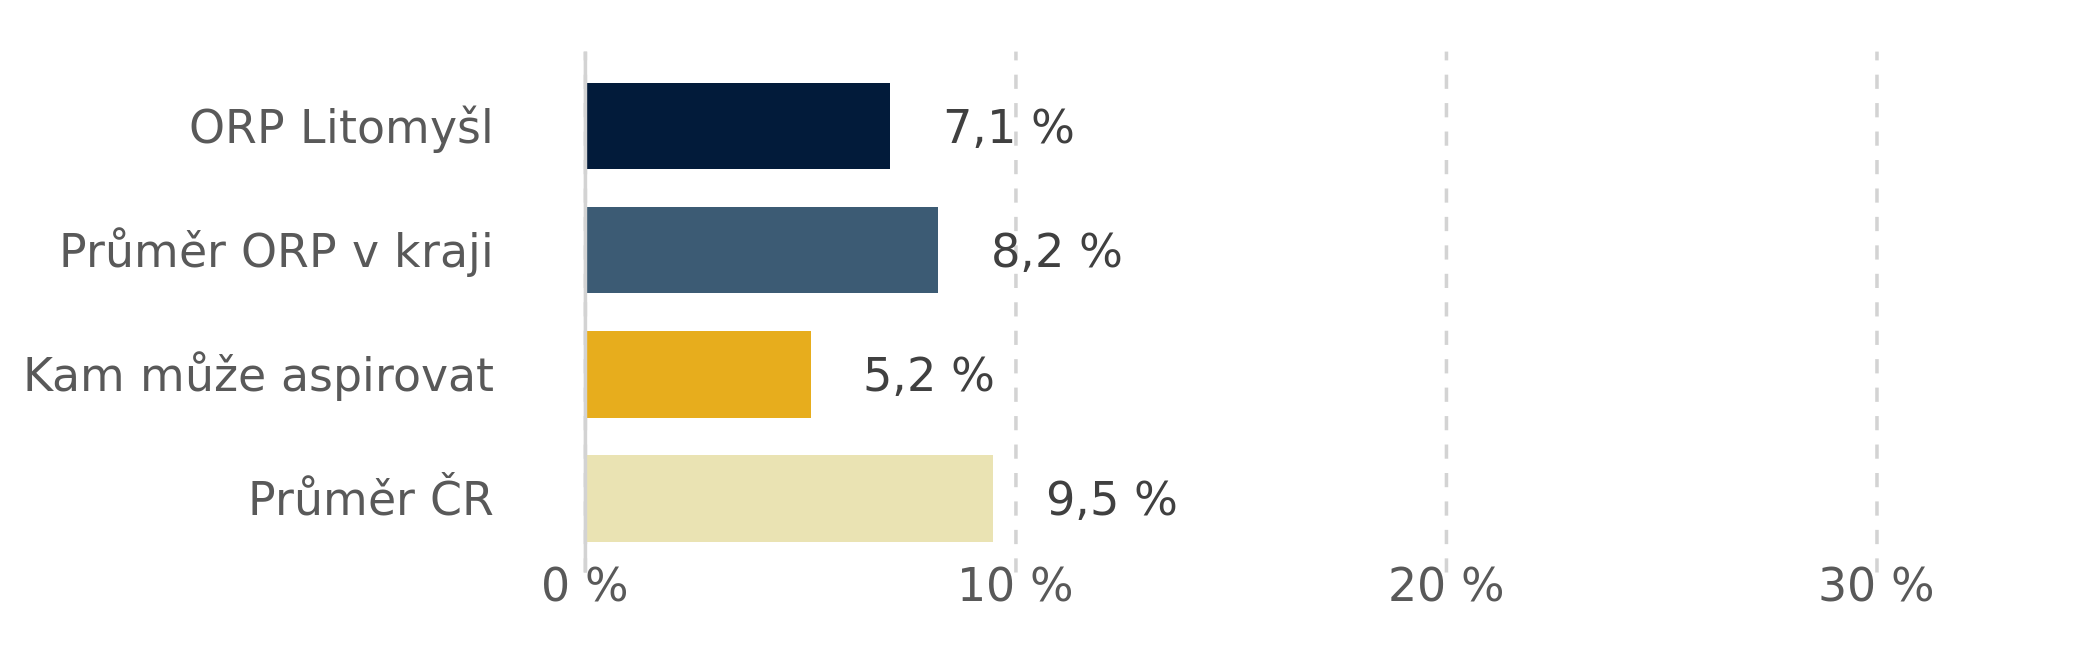 ORP Litomyšl 7,1 %
Průměr ORP v kraji 8,2 %
Kam může aspirovat 5,2 %
Průměr ČR 9,5 %
0 % 10 % 20 % 30 %